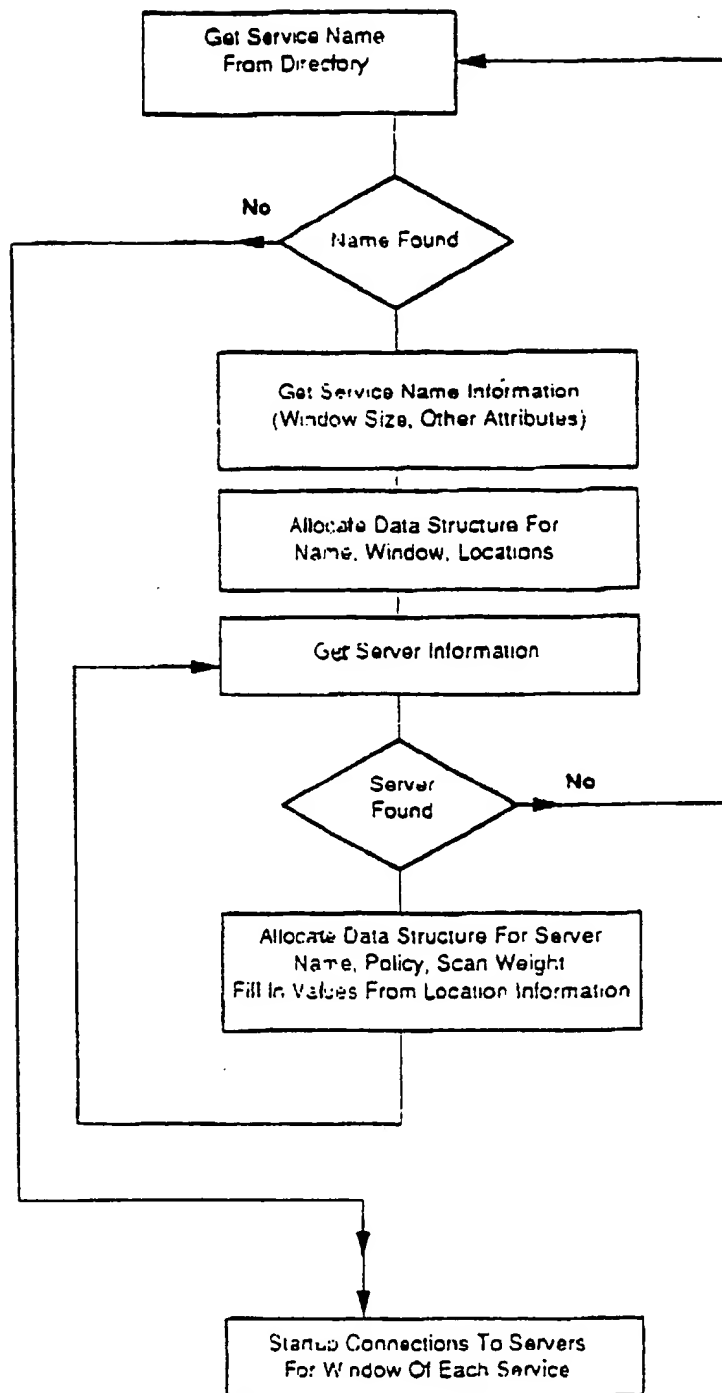 Get Service Name
From Directory
No
Name Found
Get Service Name Information
(Window Size, Other Attributes)
Allocate Data Structure For
Name, Window, Locations
Get Server Information
Server
Found
No
Allocate Data Structure For Server
Name, Policy, Scan Weight
Fill In Values From Location Information
Startup Connections To Servers
For Window Of Each Service